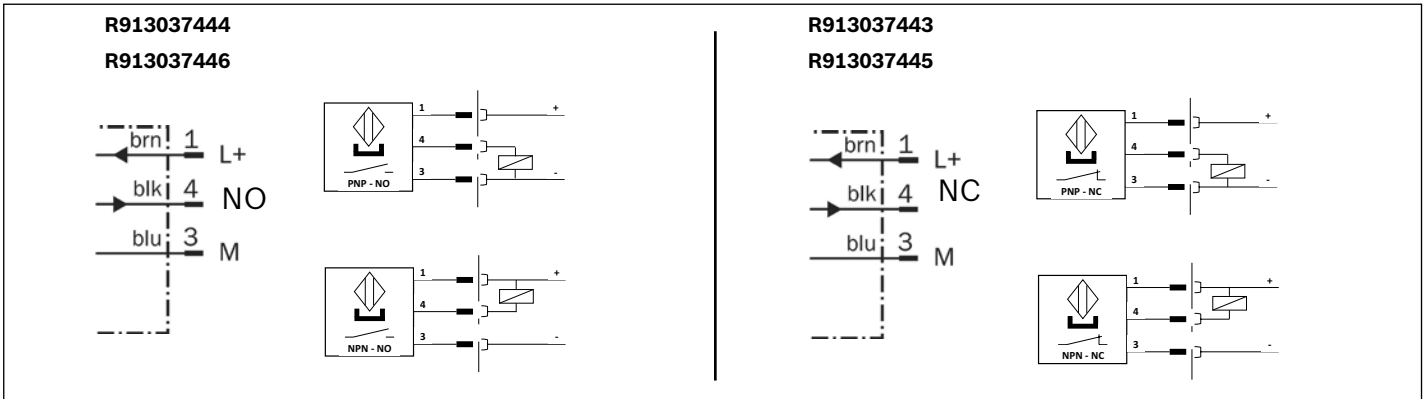 R913037444
R913037446
brn 1 L+
blk 4 NO
blu 3 M
1 +
4
3 -
PNP - NO
1 +
4
3 -
NPN - NO
R913037443
R913037445
brn 1 L+
blk 4 NC
blu 3 M
1 +
4
3 -
PNP - NC
1 +
4
3 -
NPN - NC